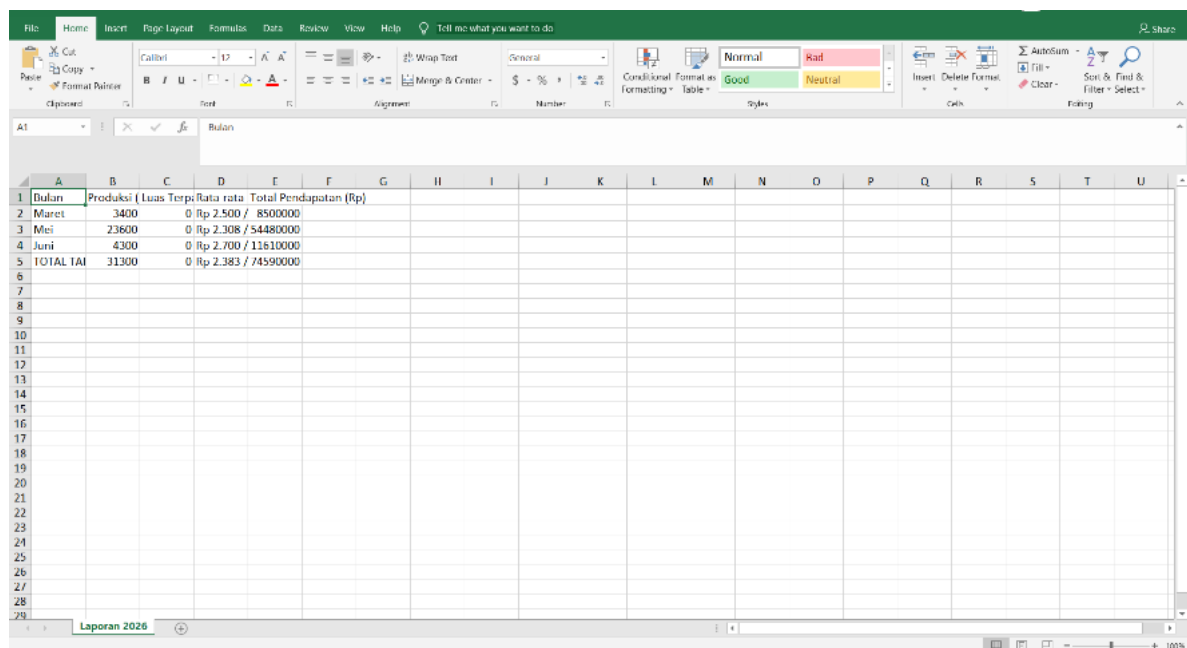 File Home Insert Page Layout Formulas Data Review View Help Tell me what you want to do Share
Cut
Copy
Format Painter
Paste
Calibri 12
B I U
Wrap Text
Merge & Center
General
$ % ,
Conditional Formatting
Format as Table
Normal Bad
Good Neutral
Insert Delete Format
AutoSum
Fill
Clear
Sort & Filter
Find & Select
Clipboard Font Alignment Number Styles Cells Editing
A1 fx Bulan
A B C D E F G H I J K L M N O P Q R S T U
1 Bulan Produksi ( Luas Terpa Rata rata Total Pendapatan (Rp)
2 Maret 3400 0 Rp 2.500 / 8500000
3 Mei 23600 0 Rp 2.308 / 54480000
4 Juni 4300 0 Rp 2.700 / 11610000
5 TOTAL TAI 31300 0 Rp 2.383 / 74590000
6
7
8
9
10
11
12
13
14
15
16
17
18
19
20
21
22
23
24
25
26
27
28
29
Laporan 2026
100%